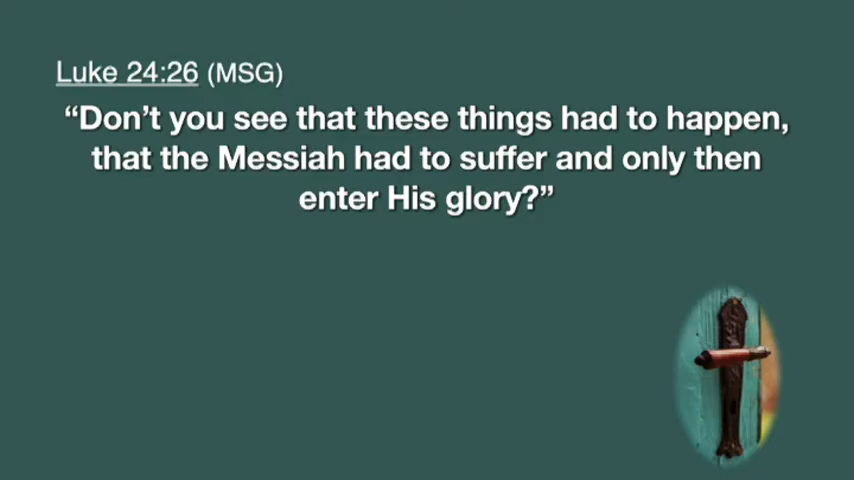 Luke 24:26 (MSG)
“Don’t you see that these things had to happen,
that the Messiah had to suffer and only then
enter His glory?”